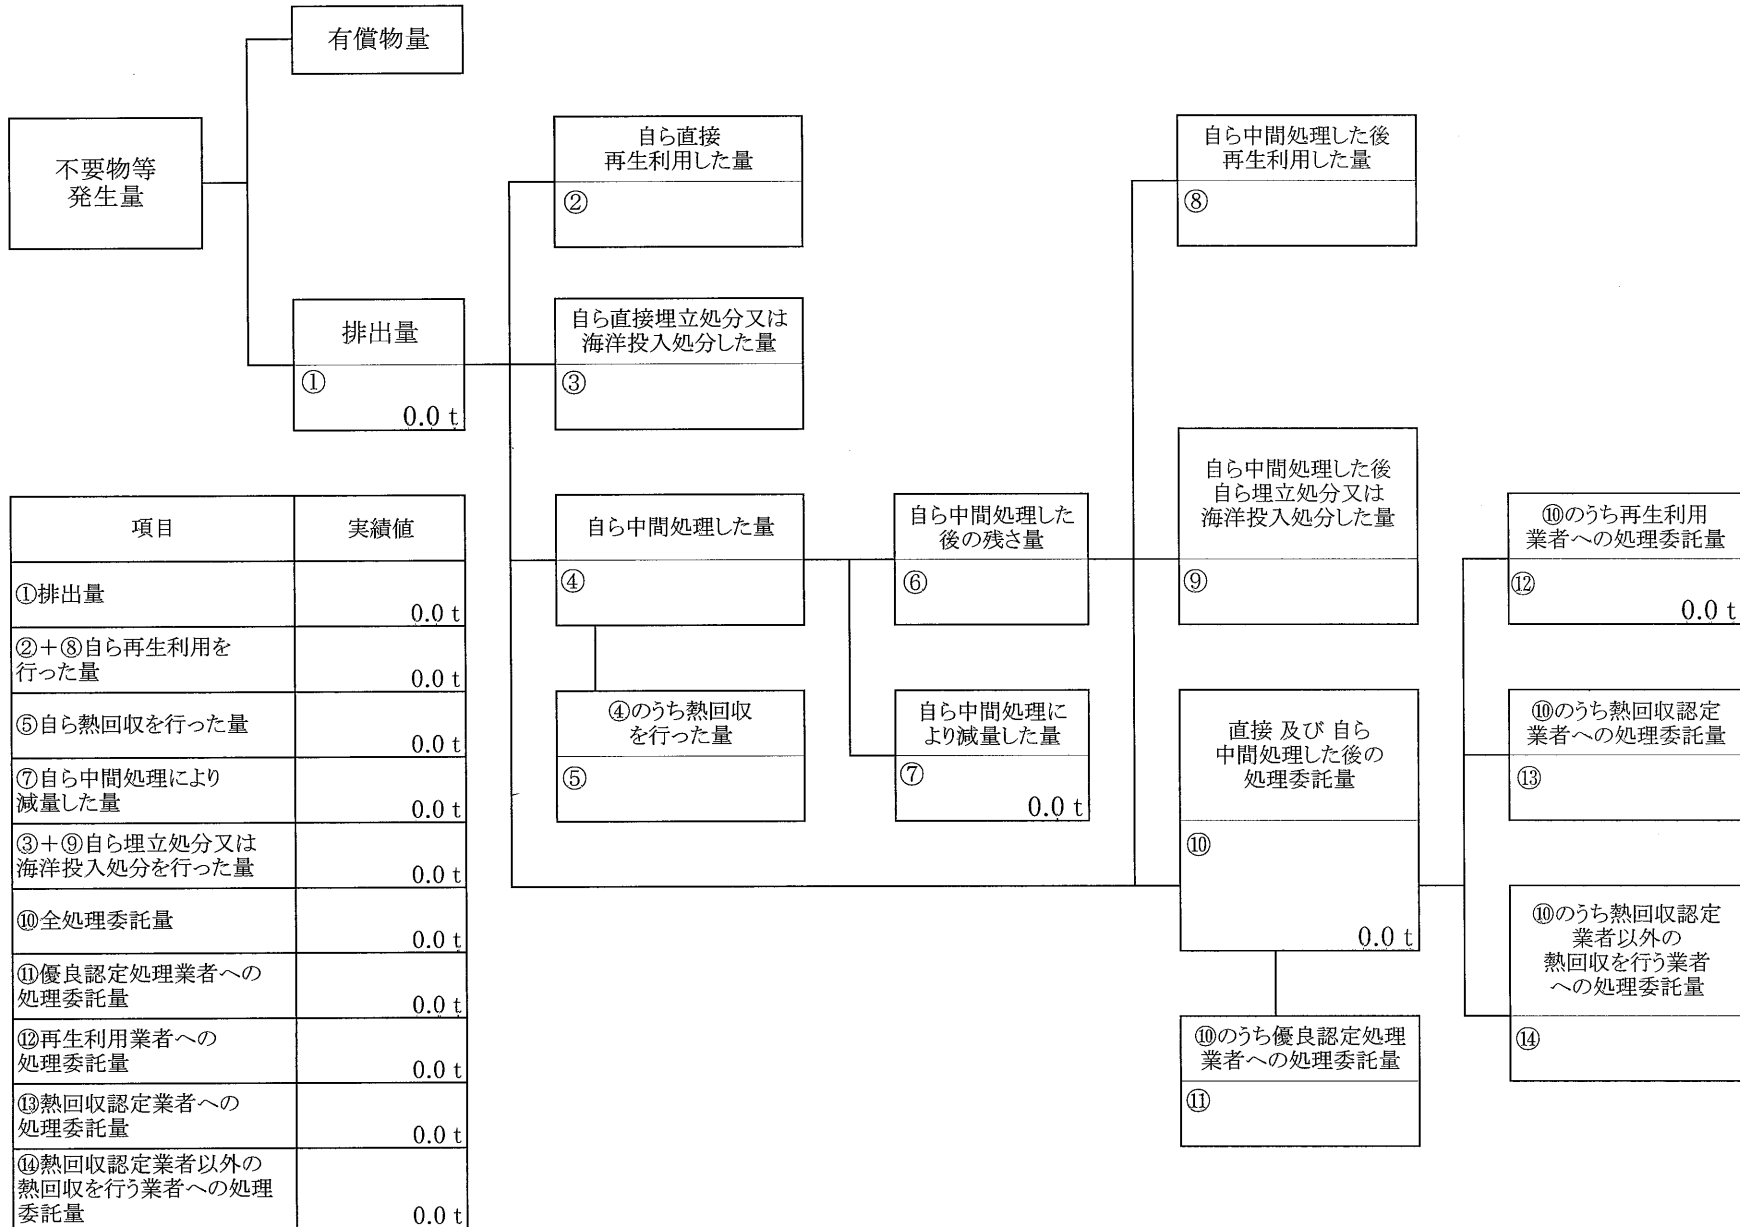 有償物量
不要物等
発生量
自ら直接
再生利用した量
②
自ら中間処理した後
再生利用した量
⑧
排出量
①
0.0 t
自ら直接埋立処分又は
海洋投入処分した量
③
自ら中間処理した量
④
自ら中間処理した
後の残さ量
⑥
自ら中間処理した後
自ら埋立処分又は
海洋投入処分した量
⑨
⑩のうち再生利用
業者への処理委託量
⑫
0.0 t
④のうち熱回収
を行った量
⑤
自ら中間処理に
より減量した量
⑦
0.0 t
直接 及び 自ら
中間処理した後の
処理委託量
⑩
0.0 t
⑩のうち熱回収認定
業者への処理委託量
⑬
⑩のうち熱回収認定
業者以外の
熱回収を行う業者
への処理委託量
⑭
⑩のうち優良認定処理
業者への処理委託量
⑪
項目 実績値
①排出量
0.0 t
②+⑧自ら再生利用を
行った量
0.0 t
⑤自ら熱回収を行った量
0.0 t
⑦自ら中間処理により
減量した量
0.0 t
③+⑨自ら埋立処分又は
海洋投入処分を行った量
0.0 t
⑩全処理委託量
0.0 t
⑪優良認定処理業者への
処理委託量
0.0 t
⑫再生利用業者への
処理委託量
0.0 t
⑬熱回収認定業者への
処理委託量
0.0 t
⑭熱回収認定業者以外の
熱回収を行う業者への処理
委託量
0.0 t